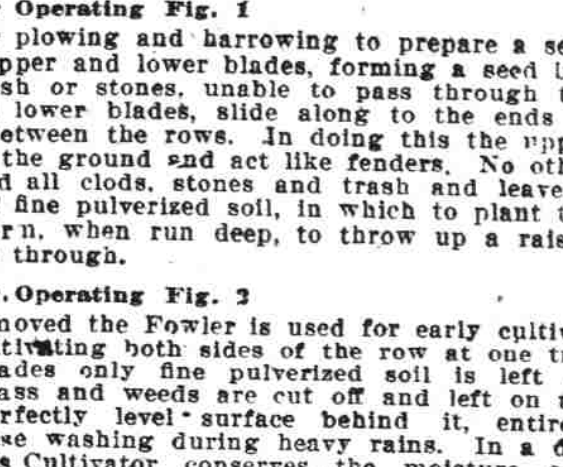 Operating Fig. 1
plowing and harrowing to prepare a se
pper and lower blades, forming a seed b
sh or stones, unable to pass through t
lower blades, slide along to the ends
etween the rows. In doing this the upp
the ground and act like fenders. No oth
d all clods, stones and trash and leave
fine pulverized soil, in which to plant t
rn, when run deep, to throw up a rais
through.
. Operating Fig. 2
moved the Fowler is used for early cultiv
tivating both sides of the row at one t
ades only fine pulverized soil is left
ass and weeds are cut off and left on t
rfectly level surface behind it, entire
se washing during heavy rains. In a d
s Cultivator conserves the moisture